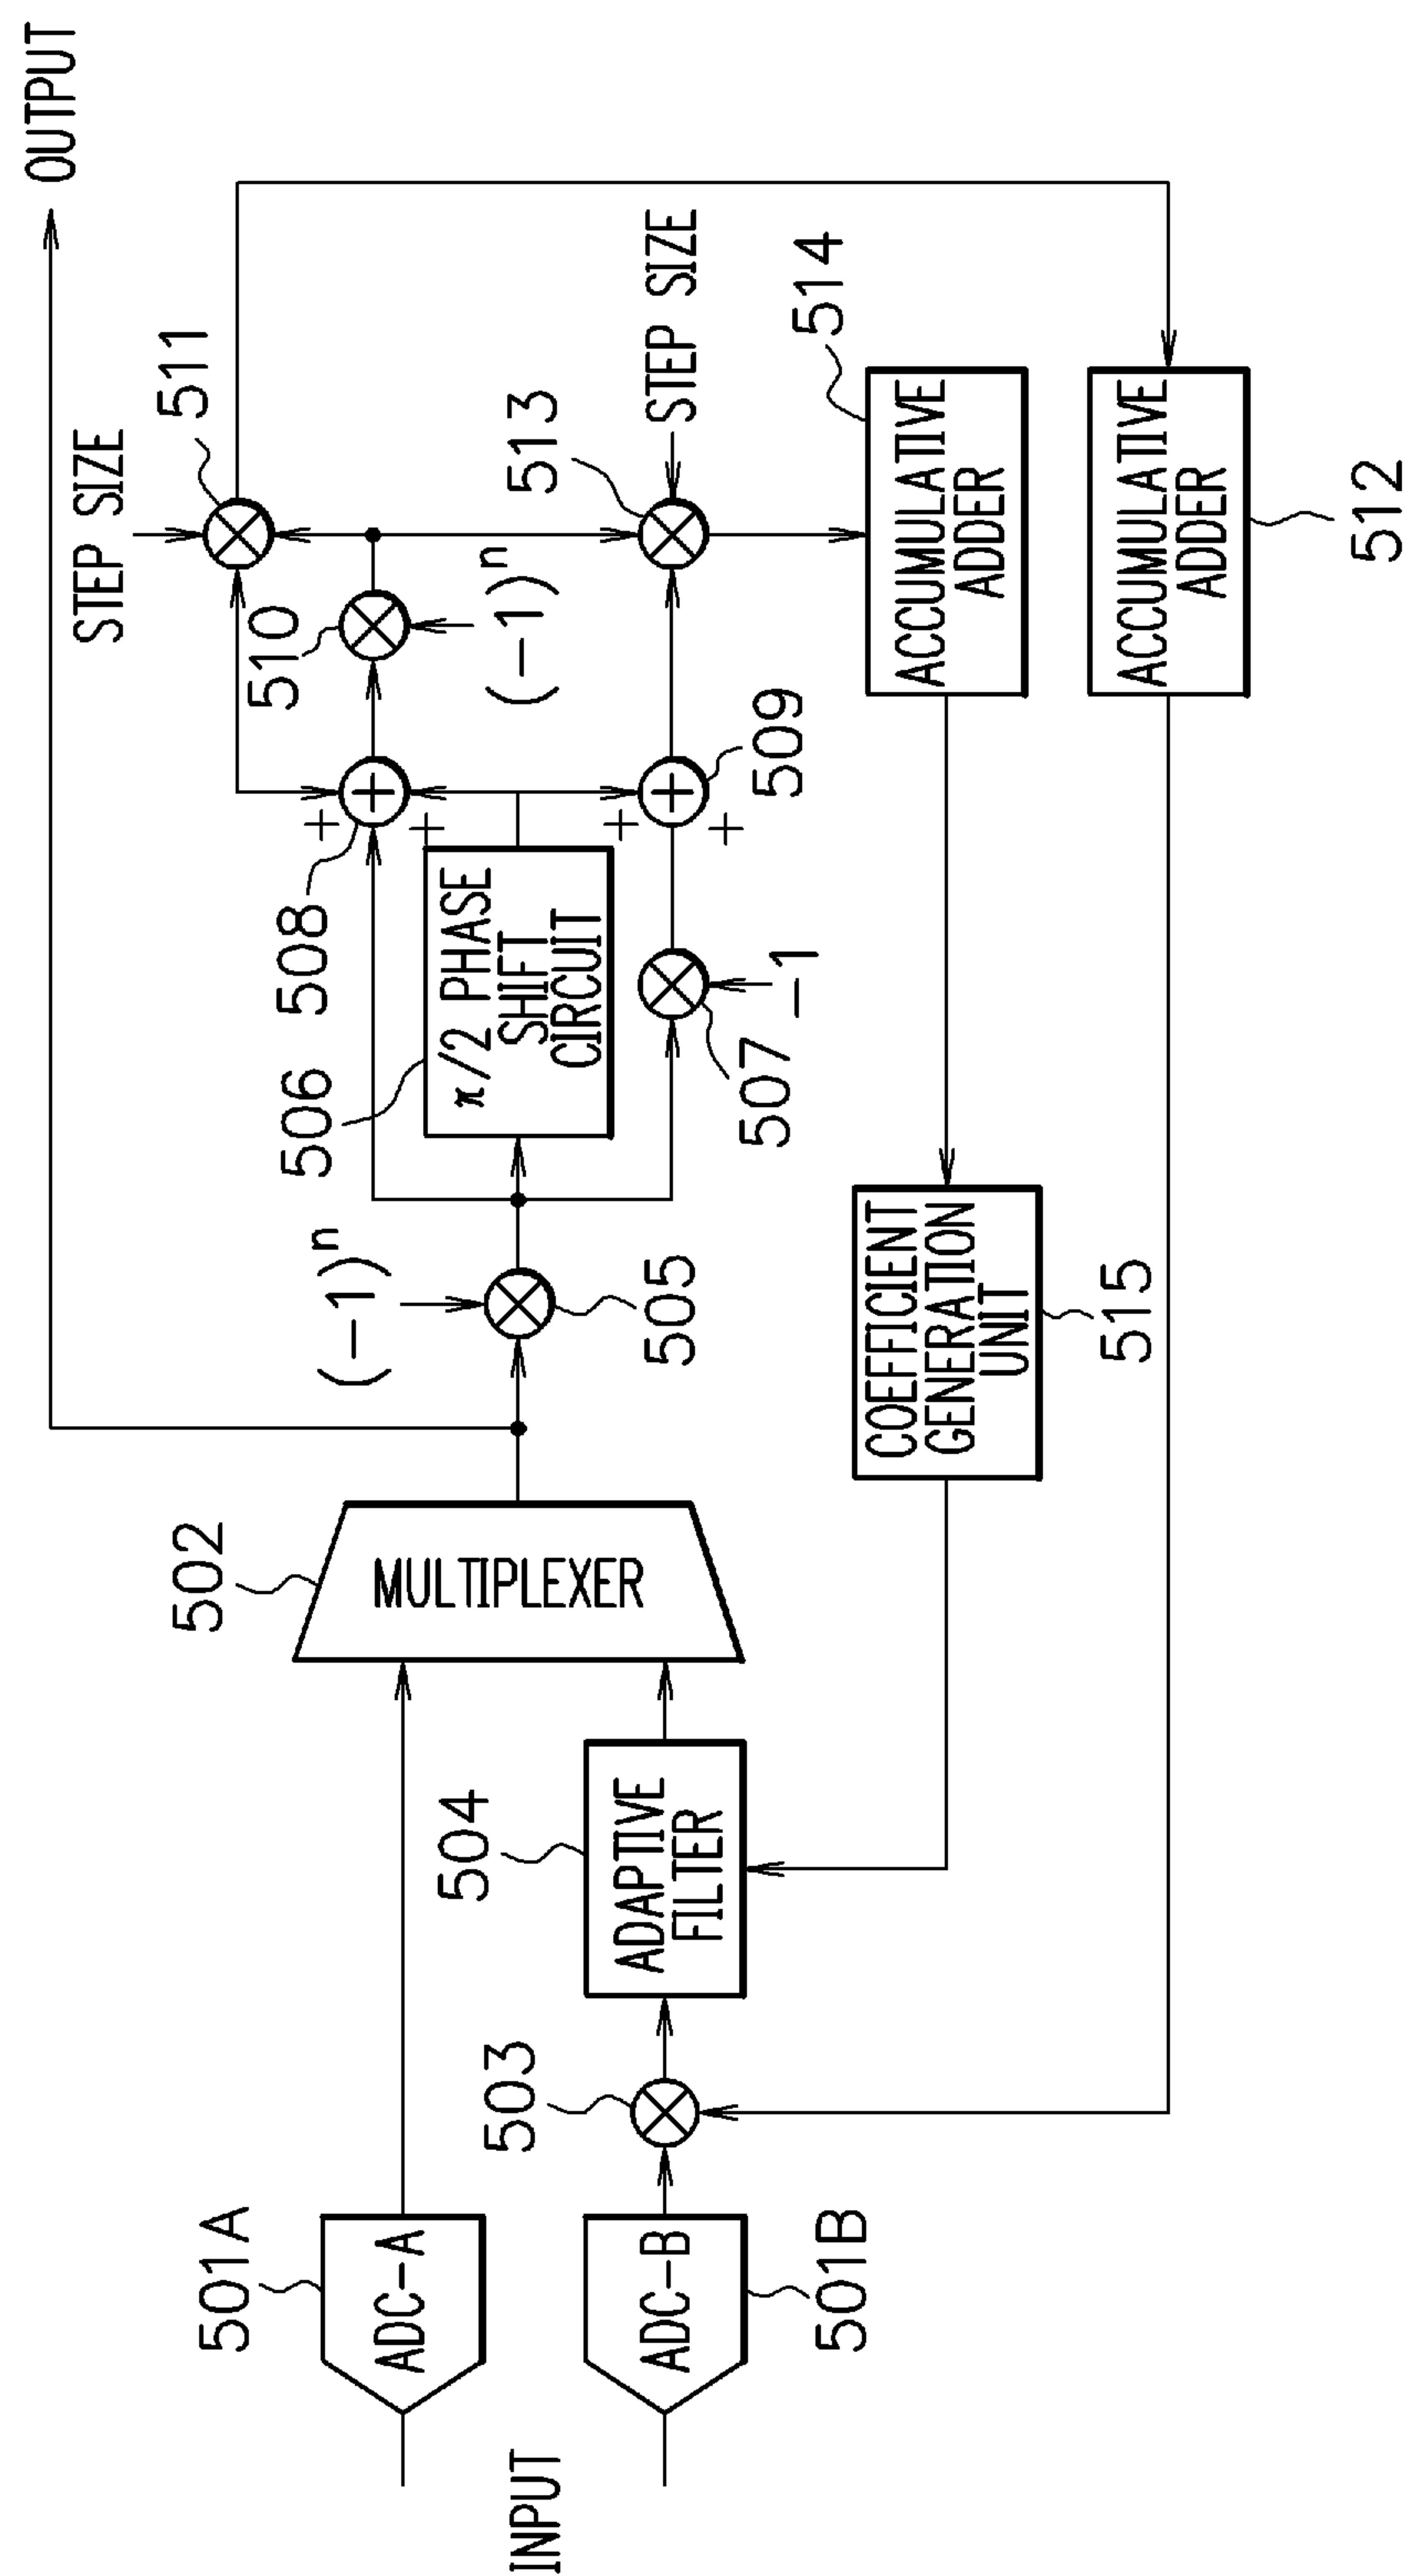 OUTPUT
STEP SIZE
511
510
(-1)ⁿ
513
STEP SIZE
514
ACCUMULATIVE
ADDER
ACCUMULATIVE
ADDER
512
508
+
+
+
+
509
506
π/2 PHASE
SHIFT
CIRCUIT
507
-1
(-1)ⁿ
505
COEFFICIENT
GENERATION
UNIT
515
502
MULTIPLEXER
504
ADAPTIVE
FILTER
503
501A
ADC-A
ADC-B
501B
INPUT